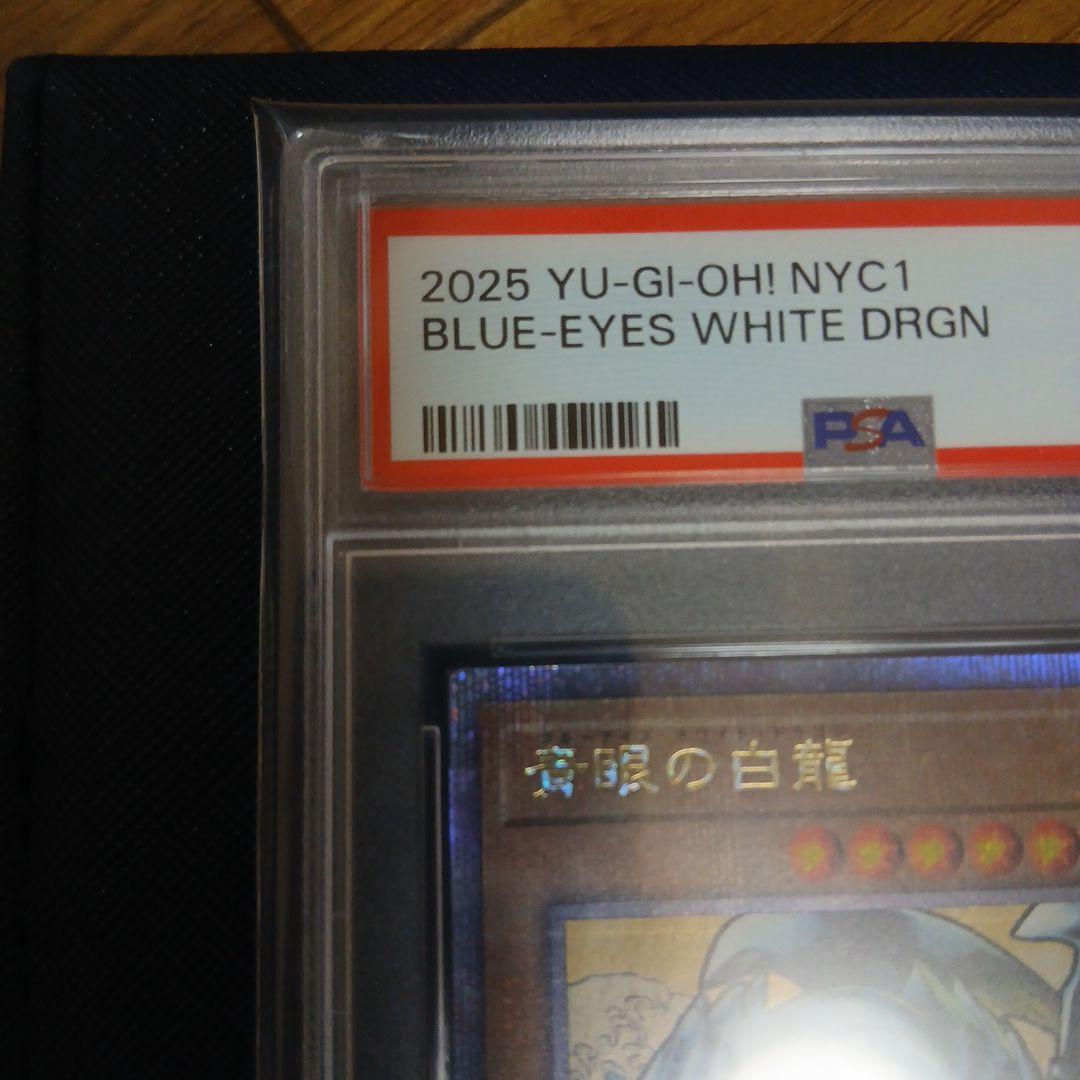 2025 YU-GI-OH! NYC1
BLUE-EYES WHITE DRGN
PSA
青眼の白龍